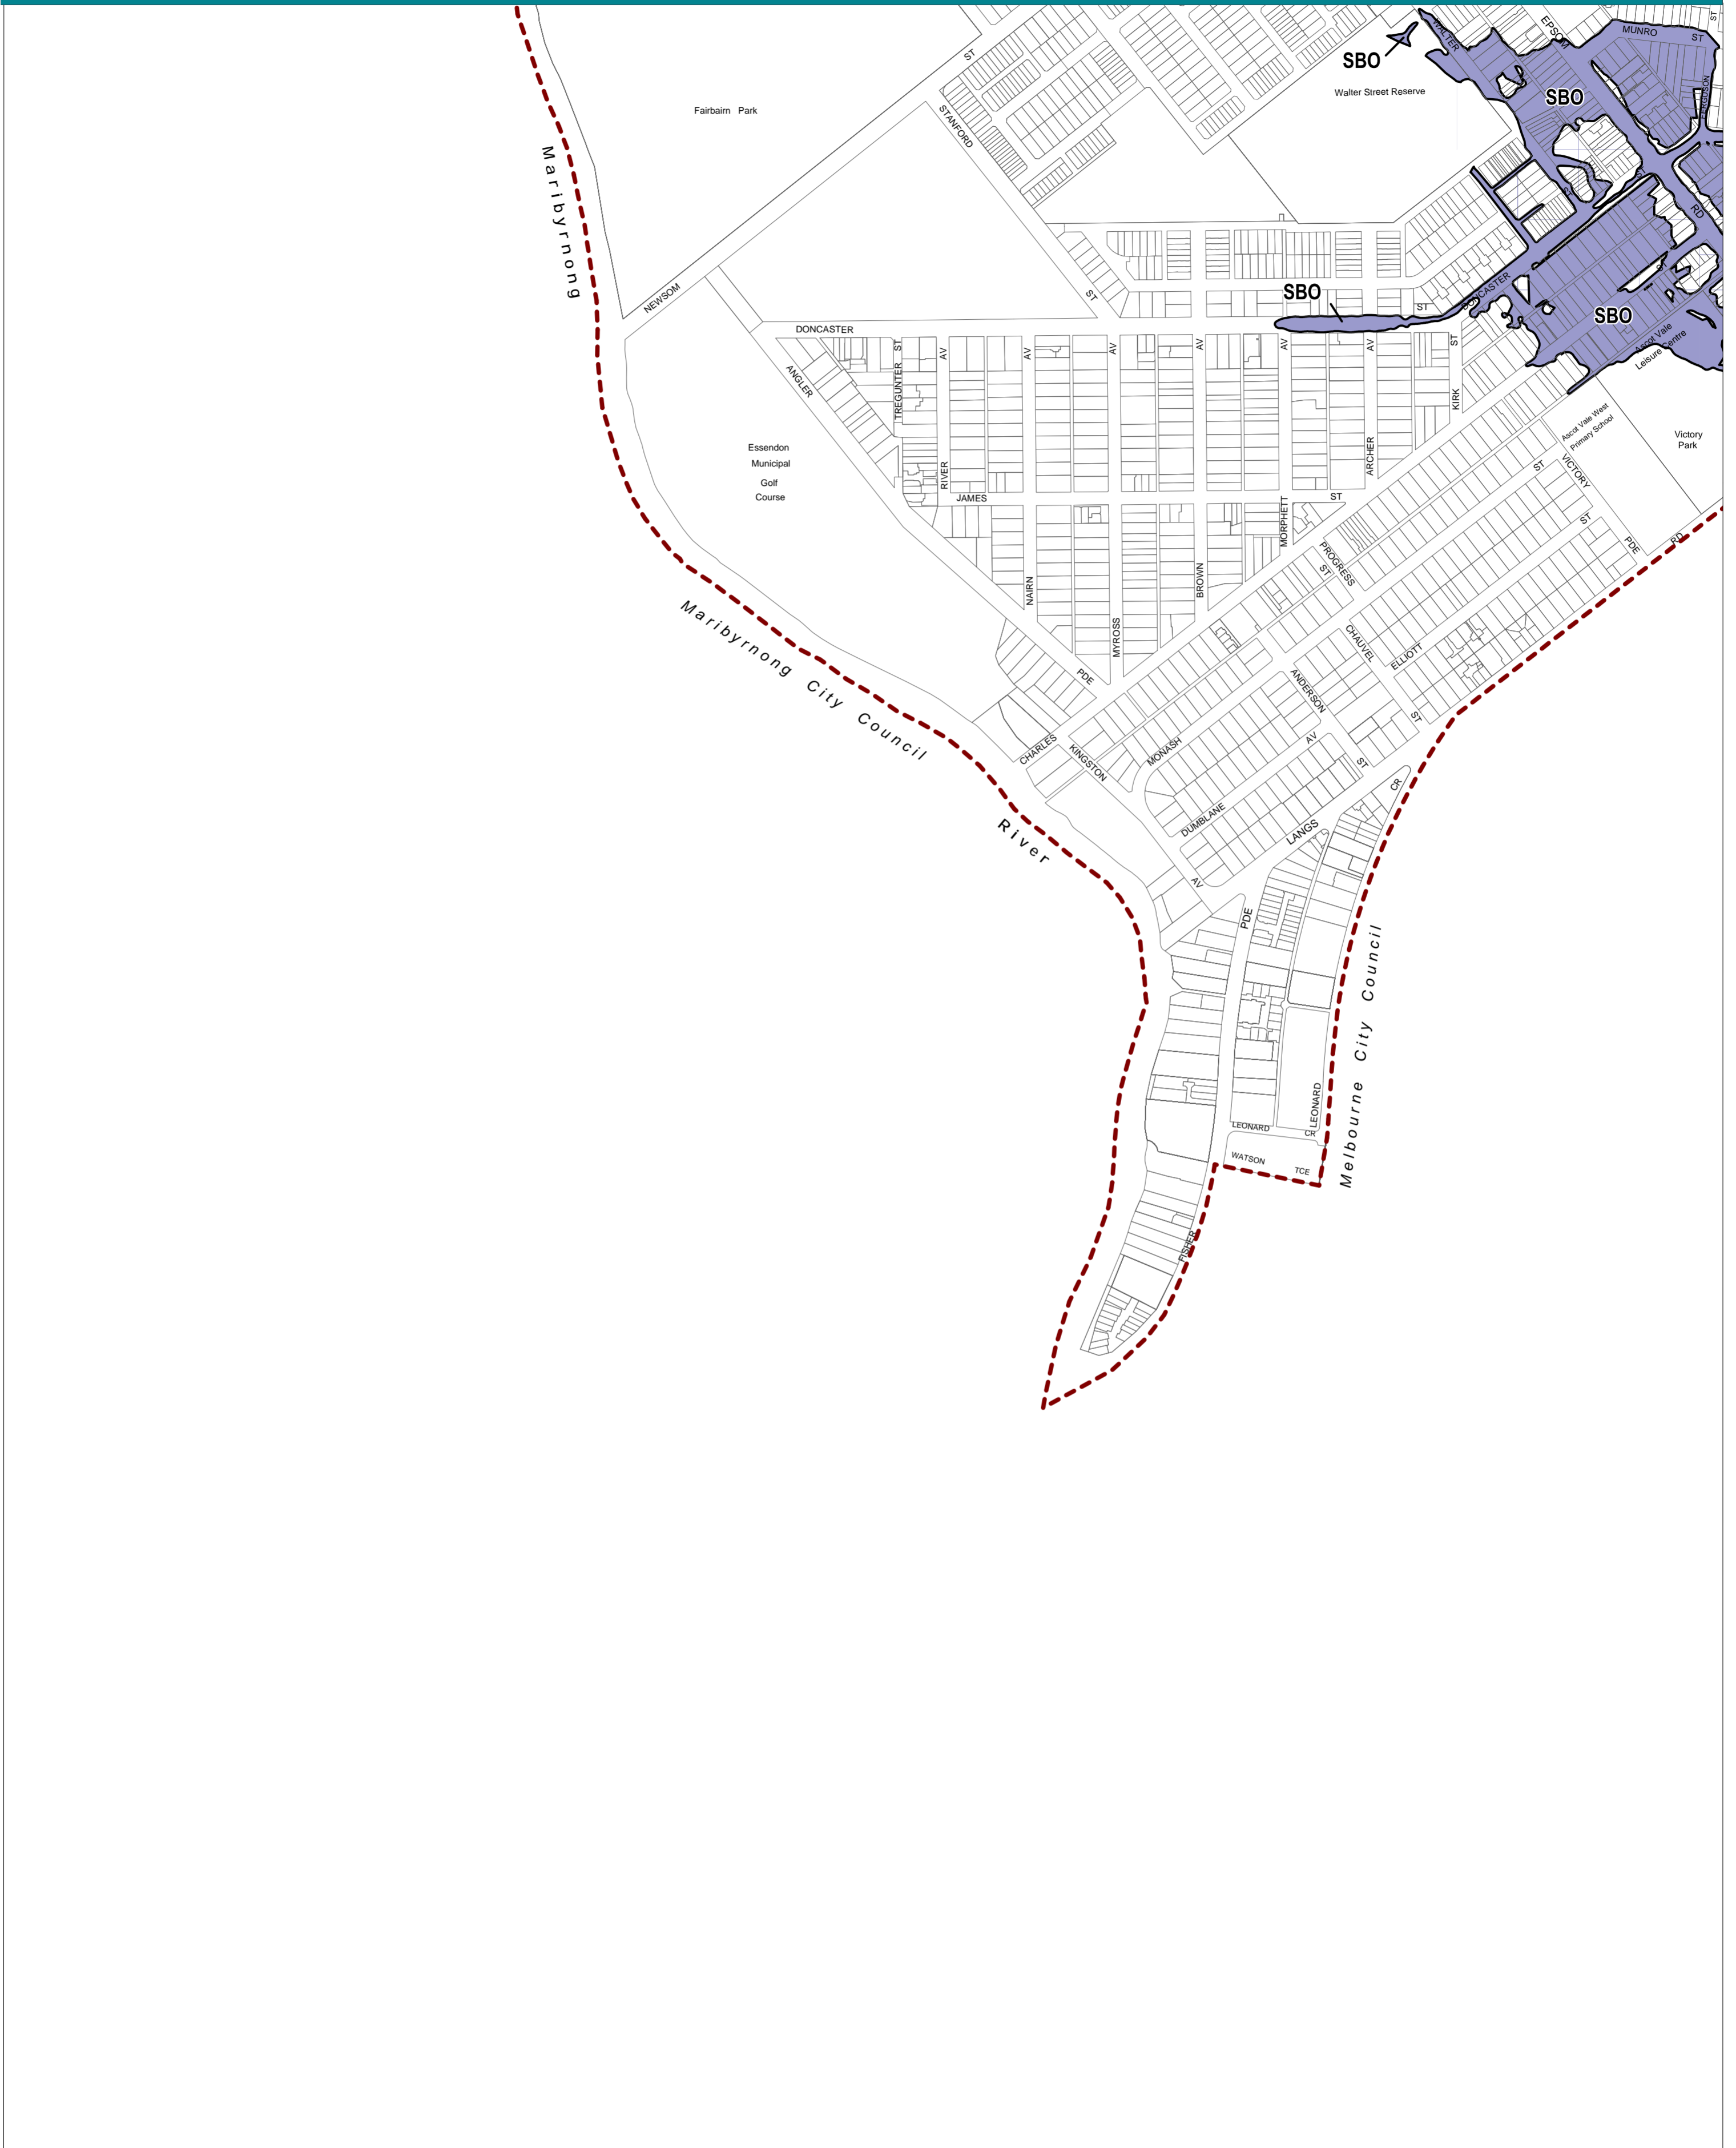 SBO
WALTER
EPSOM
MUNRO
ST
ST
ST
Fairbairn Park
Walter Street Reserve
SBO
FERGUSON
STANFORD
Maribyrnong
RD
NEWSOM
ST
SBO
DONCASTER
ST
SBO
DONCASTER
ST
AV
AV
AV
AV
AV
AV
ST
Ascot Vale
Leisure Centre
ANGLER
TREGUNTER
KIRK
Ascot Vale West
Primary School
Victory
Park
Essendon
Municipal
Golf
Course
RIVER
ARCHER
ST
VICTORY
JAMES
ST
MORPHETT
ST
PDE
RD
PROGRESS
ST
NAIRN
BROWN
MYROSS
CHAUVEL
ELLIOTT
Maribyrnong City Council
PDE
ANDERSON
ST
CHARLES
KINGSTON
MONASH
AV
ST
CR
River
DUMBLANE
LANGS
AV
PDE
Melbourne City Council
LEONARD
LEONARD
CR
WATSON
TCE
FISHER